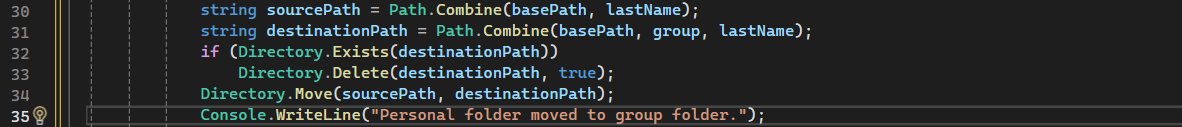 30 string sourcePath = Path.Combine(basePath, lastName);
31 string destinationPath = Path.Combine(basePath, group, lastName);
32 if (Directory.Exists(destinationPath))
33 Directory.Delete(destinationPath, true);
34 Directory.Move(sourcePath, destinationPath);
35 Console.WriteLine("Personal folder moved to group folder.");